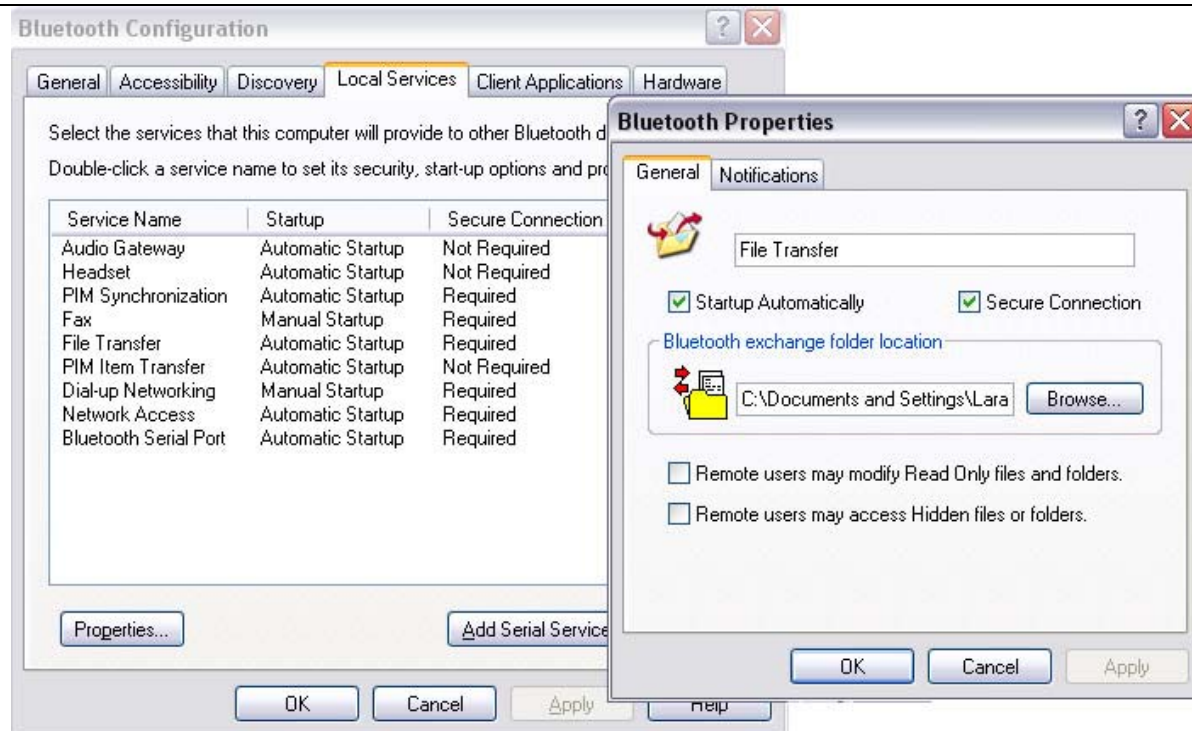 Bluetooth Configuration
General Accessibility Discovery Local Services Client Applications Hardware
Select the services that this computer will provide to other Bluetooth d
Double-click a service name to set its security, start-up options and pro
Service Name Startup Secure Connection
Audio Gateway Automatic Startup Not Required
Headset Automatic Startup Not Required
PIM Synchronization Automatic Startup Required
Fax Manual Startup Required
File Transfer Automatic Startup Required
PIM Item Transfer Automatic Startup Not Required
Dial-up Networking Manual Startup Required
Network Access Automatic Startup Required
Bluetooth Serial Port Automatic Startup Required
Properties... Add Serial Service
OK Cancel Apply Help
Bluetooth Properties
General Notifications
File Transfer
Startup Automatically Secure Connection
Bluetooth exchange folder location
C:\Documents and Settings\Lara Browse...
Remote users may modify Read Only files and folders.
Remote users may access Hidden files or folders.
OK Cancel Apply